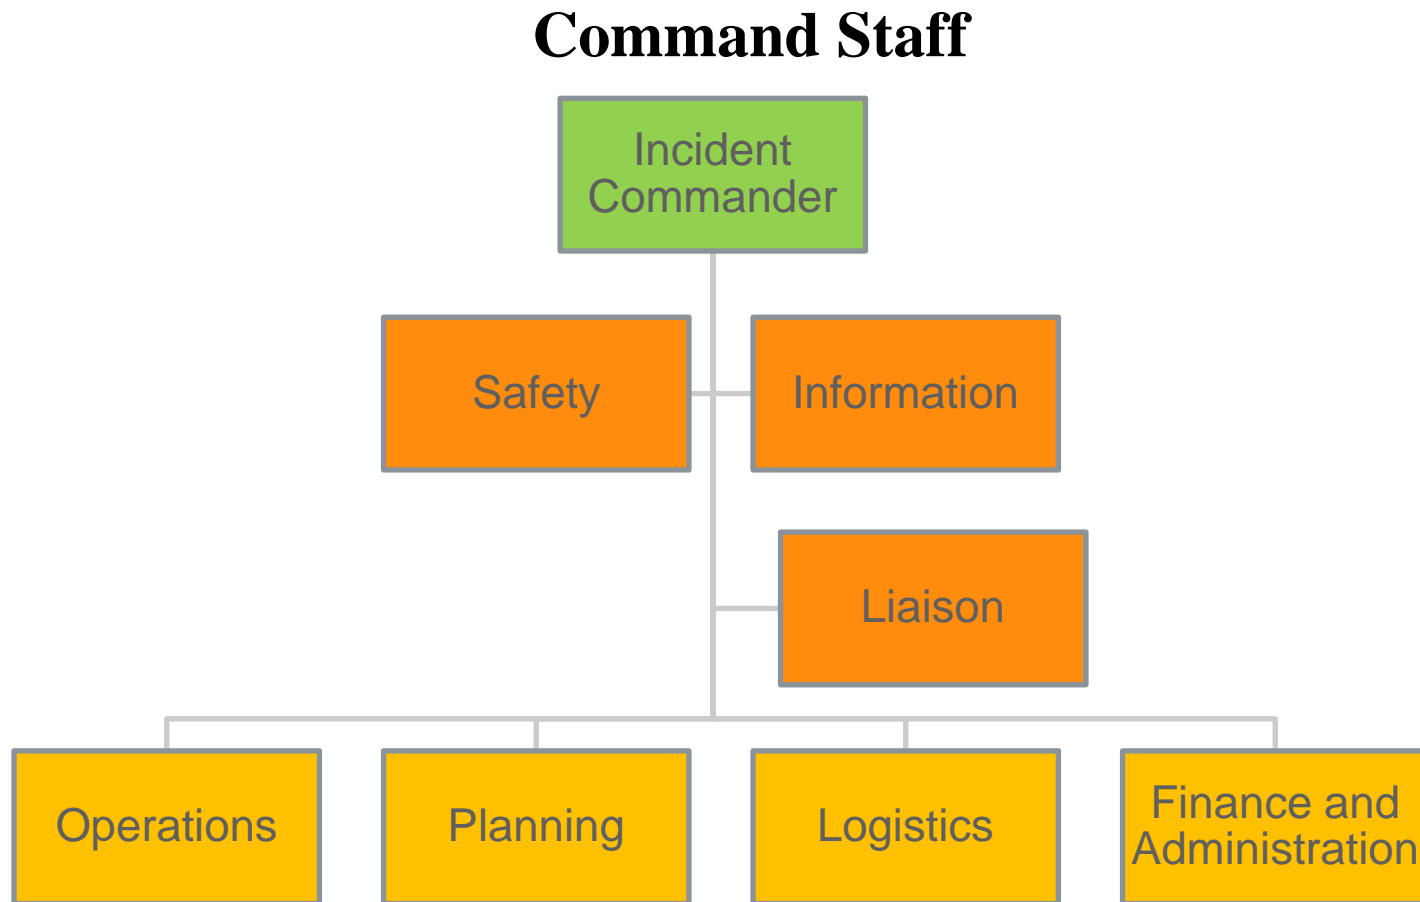 Command Staff
Incident
Commander
Safety
Information
Liaison
Operations
Planning
Logistics
Finance and
Administration